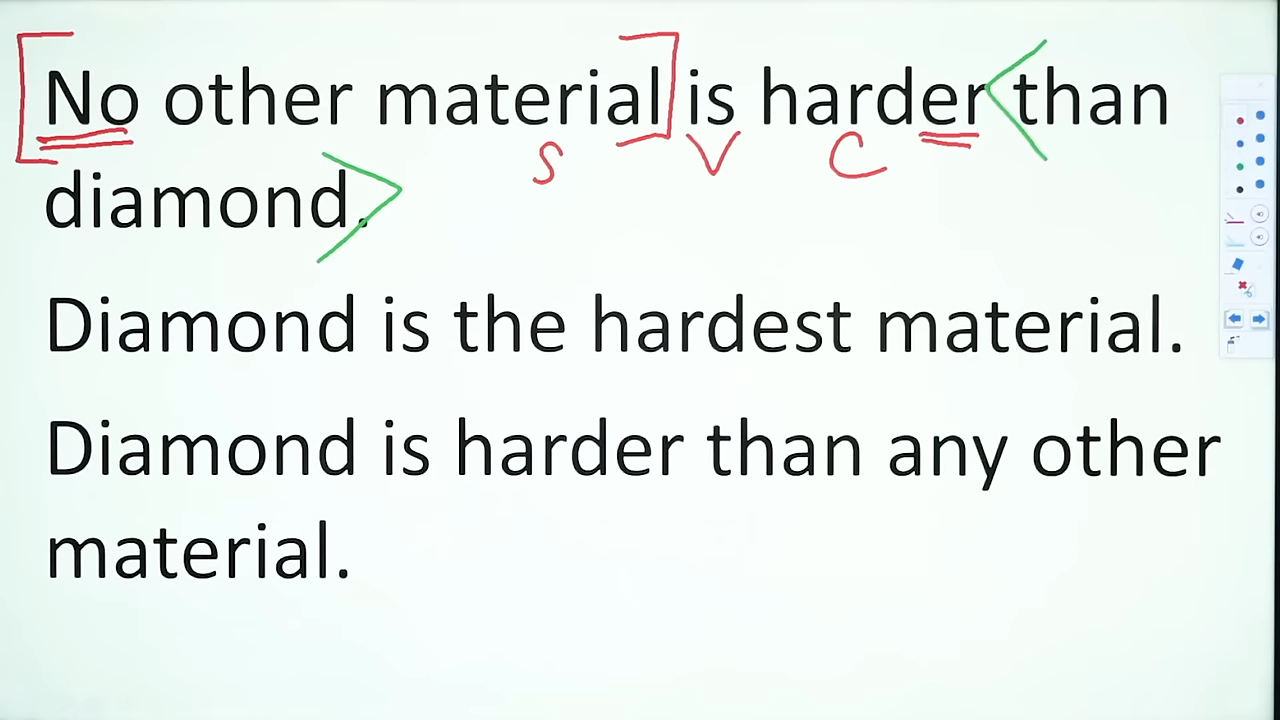 No other material is harder than
S V C
diamond.
Diamond is the hardest material.
Diamond is harder than any other
material.